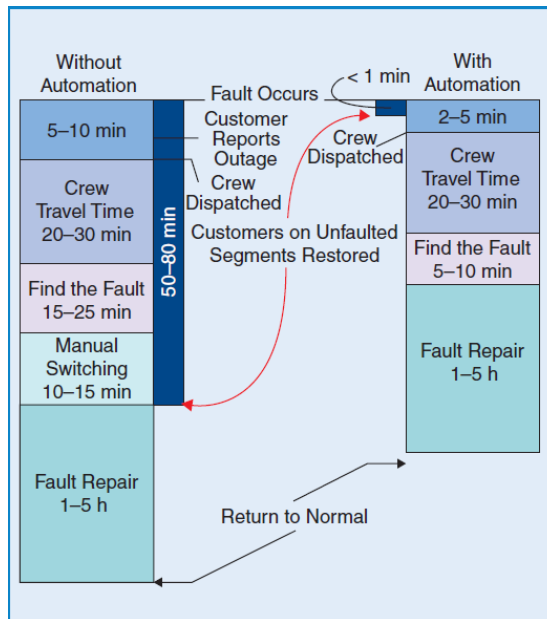 Without
Automation
5–10 min
Crew
Travel Time
20–30 min
Find the Fault
15–25 min
Manual
Switching
10–15 min
Fault Repair
1–5 h
50–80 min
Fault Occurs
Customer
Reports
Outage
Crew
Dispatched
Customers on Unfaulted
Segments Restored
Return to Normal
< 1 min
Crew
Dispatched
With
Automation
2–5 min
Crew
Travel Time
20–30 min
Find the Fault
5–10 min
Fault Repair
1–5 h